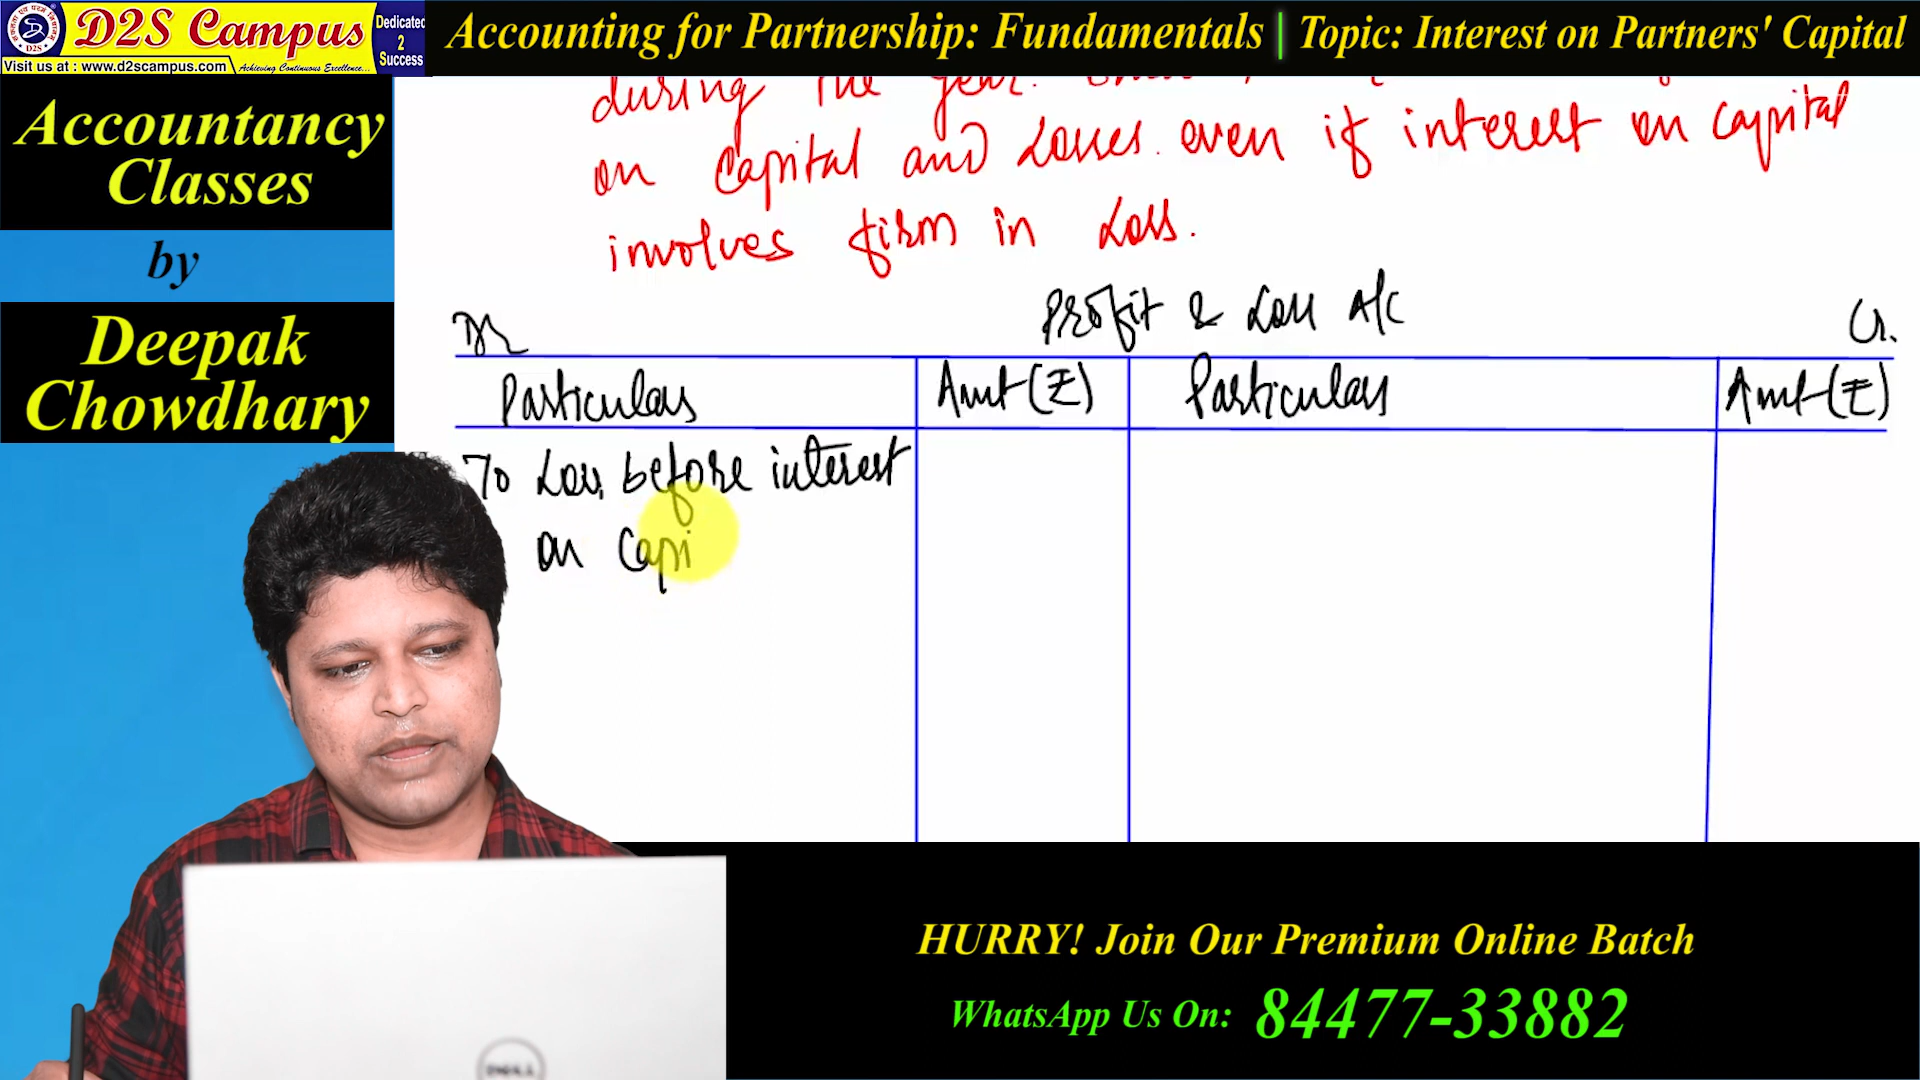 D2S Campus
Dedicated
2
Success
Visit us at : www.d2scampus.com
Achieving Continuous Excellence...
D2S
Accounting for Partnership: Fundamentals | Topic: Interest on Partners' Capital
Accountancy
Classes
by
Deepak
Chowdhary
during the year.
on capital and Losses even if interest on capital
involves firm in Loss.
Dr
Profit & Loss A/c
Cr.
Particulars Amt (₹) Particulars Amt (₹)
To Loss before interest
on Capi
DELL
HURRY! Join Our Premium Online Batch
WhatsApp Us On: 84477-33882